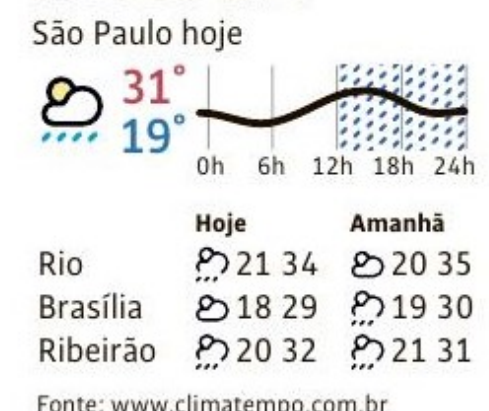 São Paulo hoje
31°
19°
0h 6h 12h 18h 24h
Hoje Amanhã
Rio 21 34 20 35
Brasília 18 29 19 30
Ribeirão 20 32 21 31
Fonte: www.climatempo.com.br